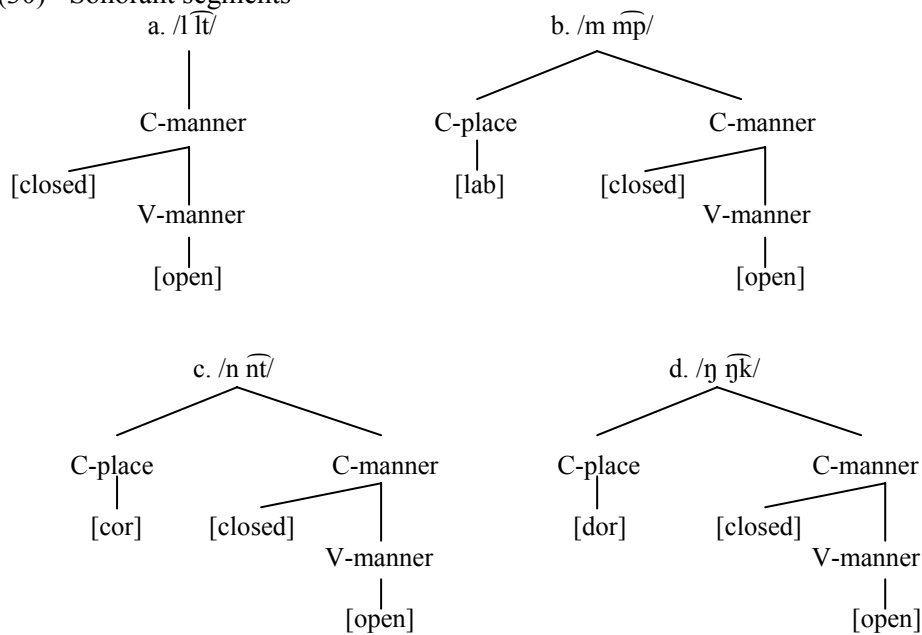 (30) Sonorant segments
a. /l l͡t/ b. /m m͡p/
C-manner C-place C-manner
[closed] [lab] [closed]
V-manner V-manner
[open] [open]
c. /n n͡t/ d. /ŋ ŋ͡k/
C-place C-manner C-place C-manner
[cor] [closed] [dor] [closed]
V-manner V-manner
[open] [open]